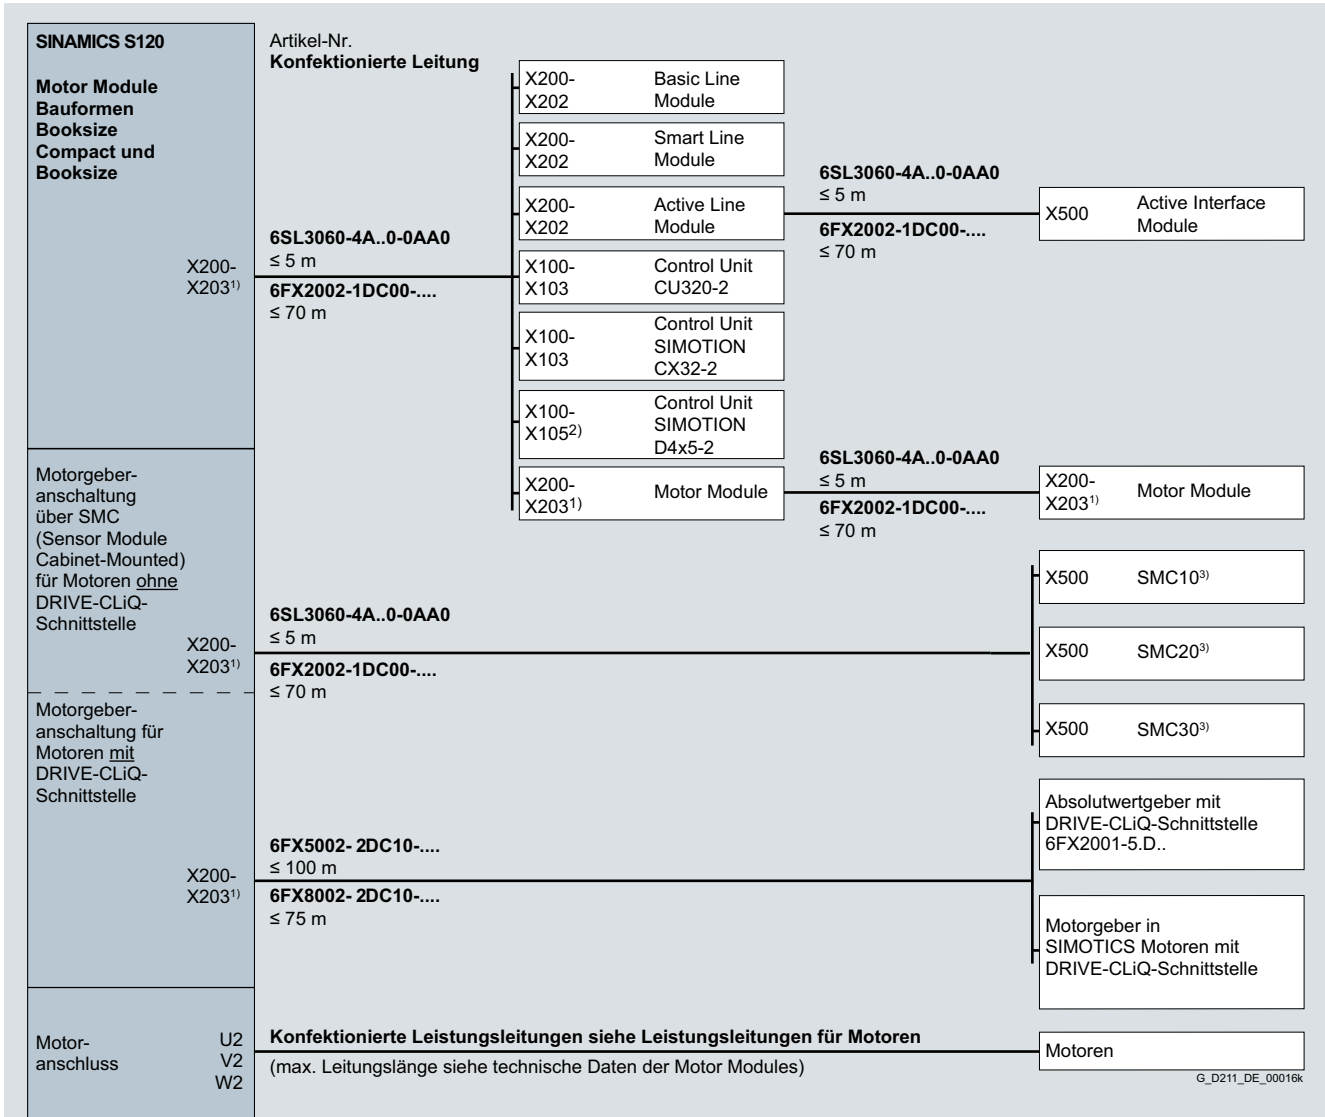 SINAMICS S120
Motor Module
Bauformen
Booksize
Compact und
Booksize
X200-
X203¹⁾
Artikel-Nr.
Konfektionierte Leitung
6SL3060-4A..0-0AA0
≤ 5 m
6FX2002-1DC00-....
≤ 70 m
X200-
X202
Basic Line
Module
X200-
X202
Smart Line
Module
X200-
X202
Active Line
Module
6SL3060-4A..0-0AA0
≤ 5 m
6FX2002-1DC00-....
≤ 70 m
X500
Active Interface
Module
X100-
X103
Control Unit
CU320-2
X100-
X103
Control Unit
SIMOTION
CX32-2
X100-
X105²⁾
Control Unit
SIMOTION
D4x5-2
X200-
X203¹⁾
Motor Module
6SL3060-4A..0-0AA0
≤ 5 m
6FX2002-1DC00-....
≤ 70 m
X200-
X203¹⁾
Motor Module
Motorgeber-
anschaltung
über SMC
(Sensor Module
Cabinet-Mounted)
für Motoren ohne
DRIVE-CLiQ-
Schnittstelle
X200-
X203¹⁾
6SL3060-4A..0-0AA0
≤ 5 m
6FX2002-1DC00-....
≤ 70 m
X500 SMC10³⁾
X500 SMC20³⁾
X500 SMC30³⁾
Motorgeber-
anschaltung für
Motoren mit
DRIVE-CLiQ-
Schnittstelle
X200-
X203¹⁾
6FX5002- 2DC10-....
≤ 100 m
6FX8002- 2DC10-....
≤ 75 m
Absolutwertgeber mit
DRIVE-CLiQ-Schnittstelle
6FX2001-5.D..
Motorgeber in
SIMOTICS Motoren mit
DRIVE-CLiQ-Schnittstelle
Motor-
anschluss
U2
V2
W2
Konfektionierte Leistungsleitungen siehe Leistungsleitungen für Motoren
(max. Leitungslänge siehe technische Daten der Motor Modules)
Motoren
G_D211_DE_00016k